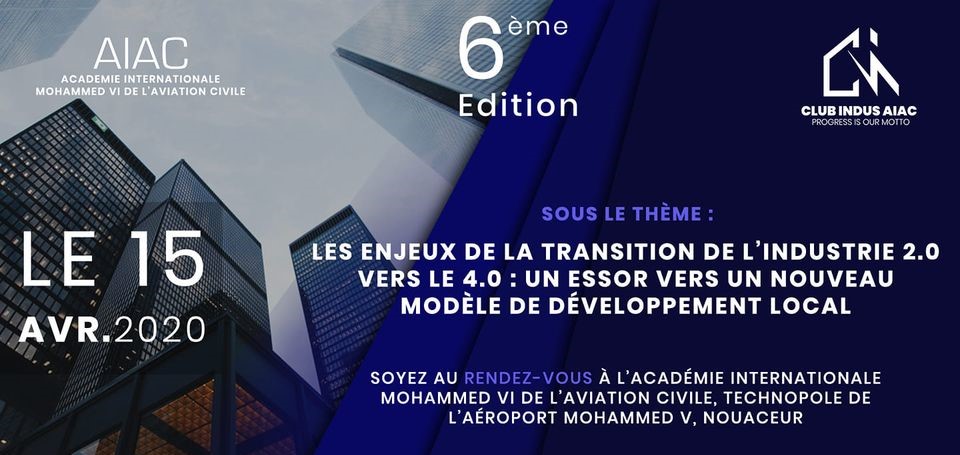 AIAC
ACADEMIE INTERNATIONALE
MOHAMMED VI DE L'AVIATION CIVILE
6ème
Edition
CLUB INDUS AIAC
PROGRESS IS OUR MOTTO
LE 15
AVR.2020
SOUS LE THÈME :
LES ENJEUX DE LA TRANSITION DE L'INDUSTRIE 2.0
VERS LE 4.0 : UN ESSOR VERS UN NOUVEAU
MODÈLE DE DÉVELOPPEMENT LOCAL
SOYEZ AU RENDEZ-VOUS À L'ACADÉMIE INTERNATIONALE
MOHAMMED VI DE L'AVIATION CIVILE, TECHNOPOLE DE
L'AÉROPORT MOHAMMED V, NOUACEUR